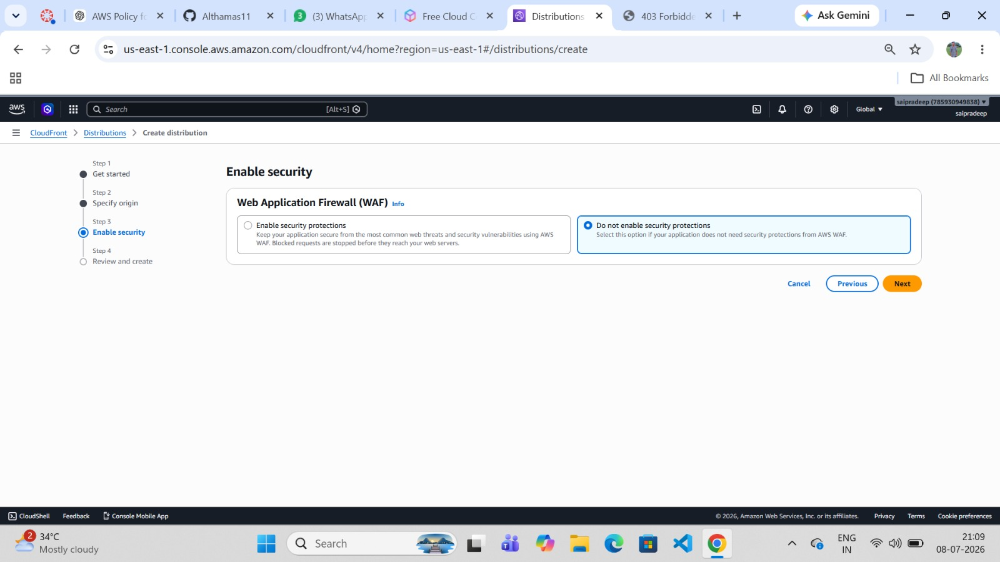 AWS Policy fo
Althamas11
(3) WhatsApp
Free Cloud C
Distributions
403 Forbidde
Ask Gemini
us-east-1.console.aws.amazon.com/cloudfront/v4/home?region=us-east-1#/distributions/create
All Bookmarks
aws
Search
[Alt+S]
Global
saipradeep (785930949838)
saipradeep
CloudFront
Distributions
Create distribution
Step 1
Get started
Step 2
Specify origin
Step 3
Enable security
Step 4
Review and create
Enable security
Web Application Firewall (WAF) Info
Enable security protections
Keep your application secure from the most common web threats and security vulnerabilities using AWS
WAF. Blocked requests are stopped before they reach your web servers.
Do not enable security protections
Select this option if your application does not need security protections from AWS WAF.
Cancel
Previous
Next
CloudShell
Feedback
Console Mobile App
© 2026, Amazon Web Services, Inc. or its affiliates.
Privacy
Terms
Cookie preferences
2
34°C
Mostly cloudy
Search
ENG
IN
21:09
08-07-2026